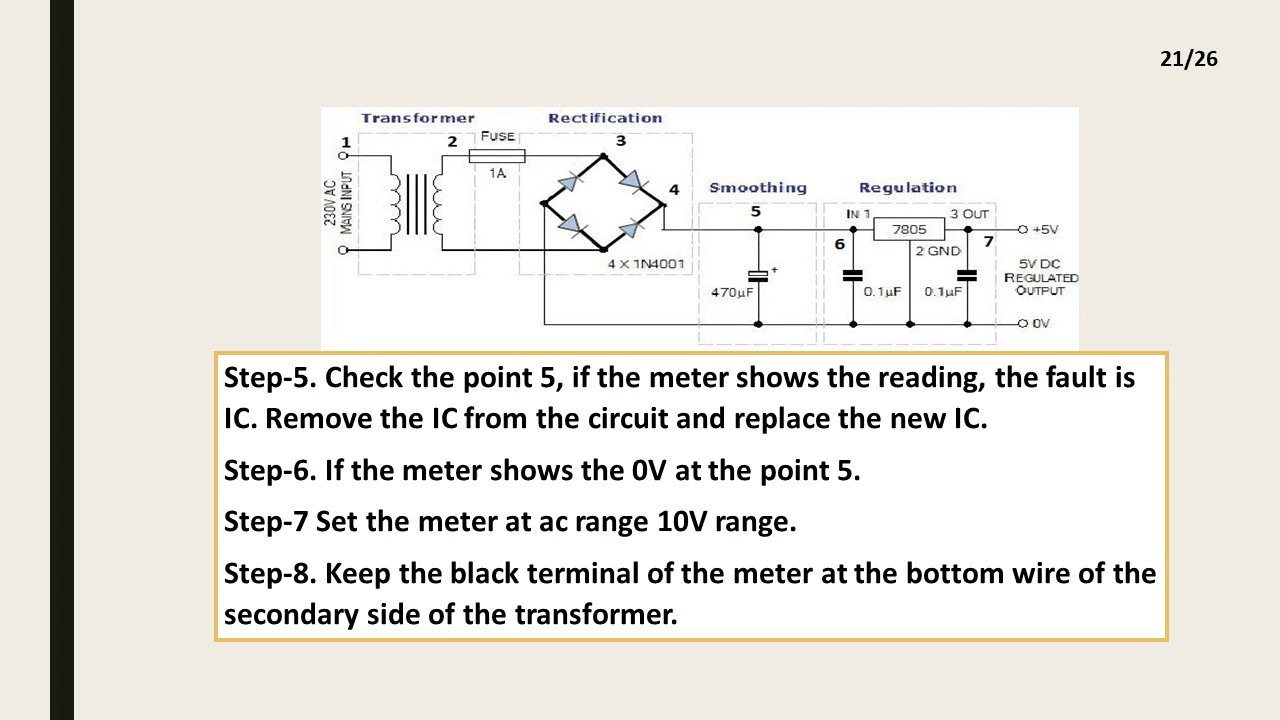 21/26
Transformer
Rectification
1
2
FUSE
3
1A
4
230V AC
MAINS INPUT
4 X 1N4001
Smoothing
Regulation
5
IN 1
3 OUT
7805
+5V
6
2 GND
7
5V DC
REGULATED
OUTPUT
+
470µF
0.1µF
0.1µF
0V
Step-5. Check the point 5, if the meter shows the reading, the fault is
IC. Remove the IC from the circuit and replace the new IC.
Step-6. If the meter shows the 0V at the point 5.
Step-7 Set the meter at ac range 10V range.
Step-8. Keep the black terminal of the meter at the bottom wire of the
secondary side of the transformer.